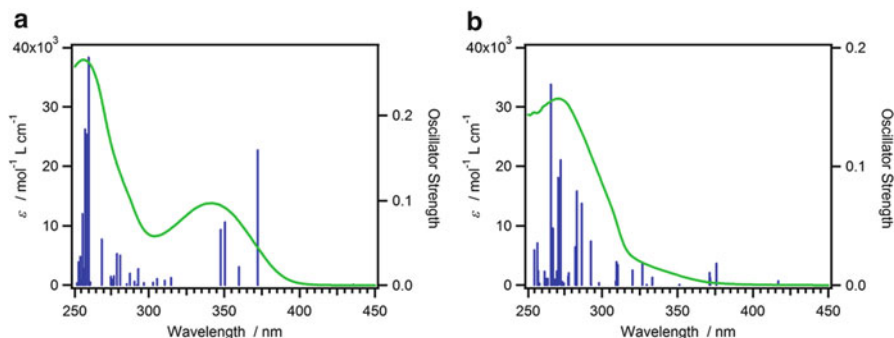 a
40x10³
30
20
10
0
ε / mol⁻¹ L cm⁻¹
0.2
0.1
0.0
Oscillator Strength
250 300 350 400 450
Wavelength / nm
b
40x10³
30
20
10
0
ε / mol⁻¹ L cm⁻¹
0.2
0.1
0.0
Oscillator Strength
250 300 350 400 450
Wavelength / nm